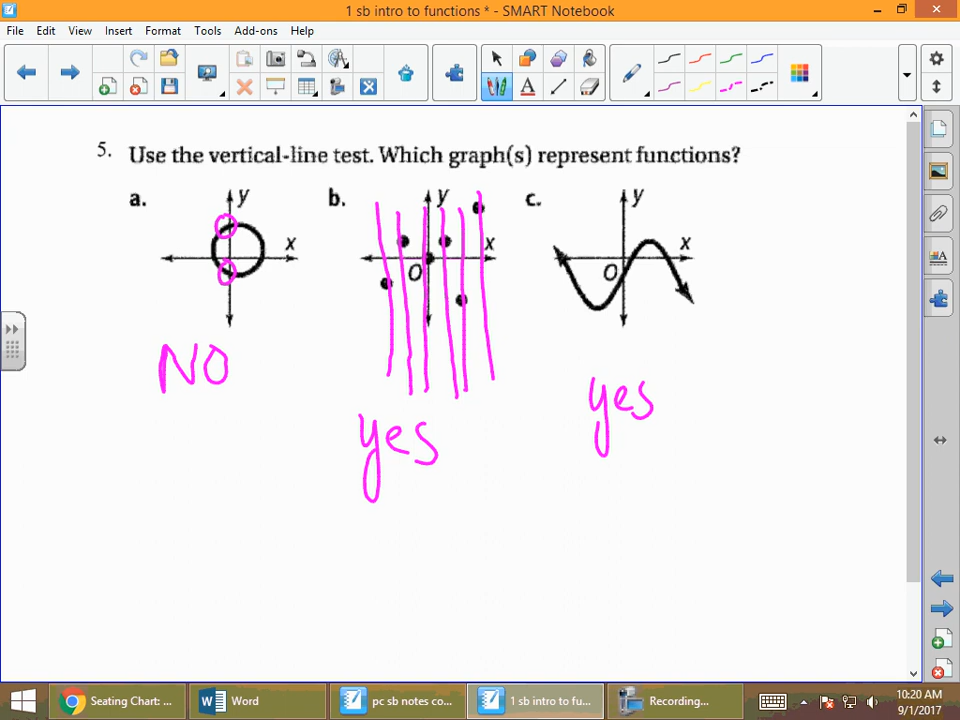 1 sb intro to functions * - SMART Notebook
File Edit View Insert Format Tools Add-ons Help
5. Use the vertical-line test. Which graph(s) represent functions?
a. y b. y c. y
x x x
O O
NO yes yes
Seating Chart: ... Word pc sb notes co... 1 sb intro to fu... Recording... 10:20 AM
9/1/2017